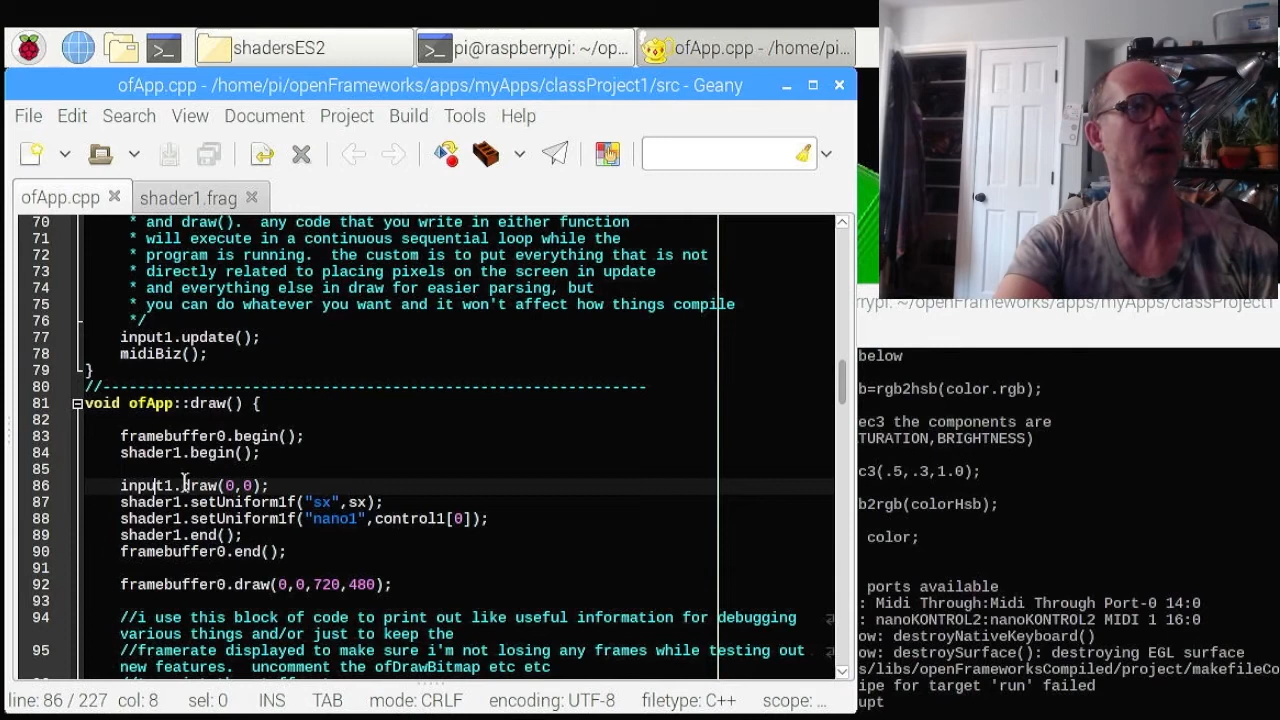 shadersES2
pi@raspberrypi: ~/op...
ofApp.cpp - /home/pi...
ofApp.cpp - /home/pi/openFrameworks/apps/myApps/classProject1/src - Geany
File Edit Search View Document Project Build Tools Help
ofApp.cpp shader1.frag
70 * and draw().  any code that you write in either function
71 * will execute in a continuous sequential loop while the
72 * program is running.  the custom is to put everything that is not
73 * directly related to placing pixels on the screen in update
74 * and everything else in draw for easier parsing, but
75 * you can do whatever you want and it won't affect how things compile
76 */
77 input1.update();
78 midiBiz();
79 }
80 //--------------------------------------------------------------
81 void ofApp::draw() {
82
83 framebuffer0.begin();
84 shader1.begin();
85
86 input1.draw(0,0);
87 shader1.setUniform1f("sx",sx);
88 shader1.setUniform1f("nano1",control1[0]);
89 shader1.end();
90 framebuffer0.end();
91
92 framebuffer0.draw(0,0,720,480);
93
94 //i use this block of code to print out like useful information for debugging
various things and/or just to keep the
95 //framerate displayed to make sure i'm not losing any frames while testing out
new features.  uncomment the ofDrawBitmap etc etc
line: 86 / 227 col: 8 sel: 0 INS TAB mode: CRLF encoding: UTF-8 filetype: C++ scope: ...
rrypi: ~/openFrameworks/apps/myApps/classProject1
below
b=rgb2hsb(color.rgb);
ec3 the components are
TURATION,BRIGHTNESS)
c3(.5,.3,1.0);
b2rgb(colorHsb);
color;
ports available
: Midi Through:Midi Through Port-0 14:0
: nanoKONTROL2:nanoKONTROL2 MIDI 1 16:0
ow: destroyNativeKeyboard()
ow: destroySurface(): destroying EGL surface
s/libs/openFrameworksCompiled/project/makefileCo
ipe for target 'run' failed
upt